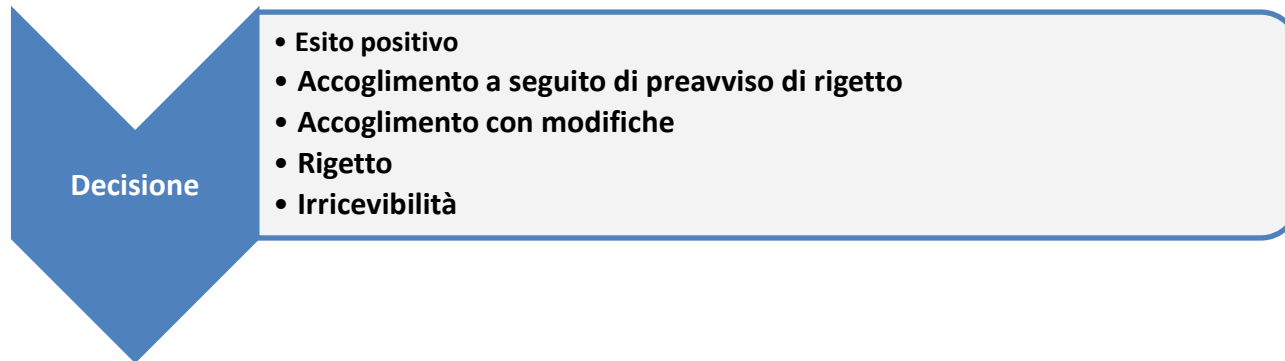 Decisione
• Esito positivo
• Accoglimento a seguito di preavviso di rigetto
• Accoglimento con modifiche
• Rigetto
• Irricevibilità